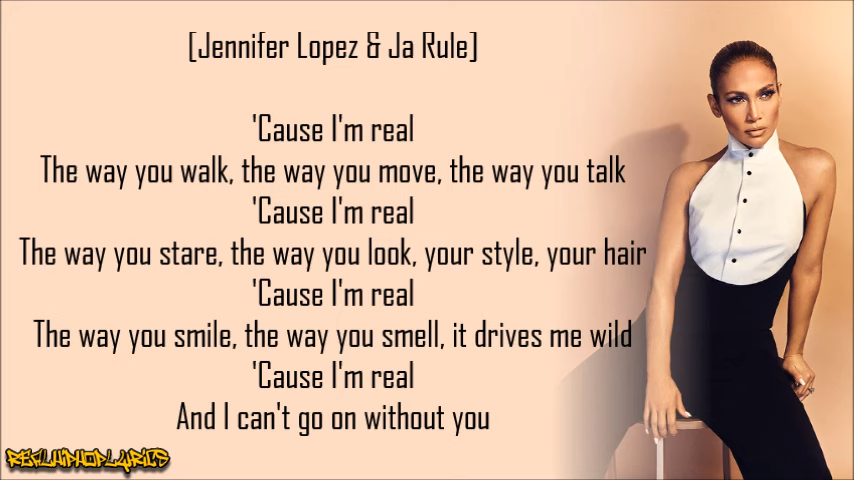 [Jennifer Lopez & Ja Rule]
'Cause I'm real
The way you walk, the way you move, the way you talk
'Cause I'm real
The way you stare, the way you look, your style, your hair
'Cause I'm real
The way you smile, the way you smell, it drives me wild
'Cause I'm real
And I can't go on without you
REALHIPHOPLYRICS